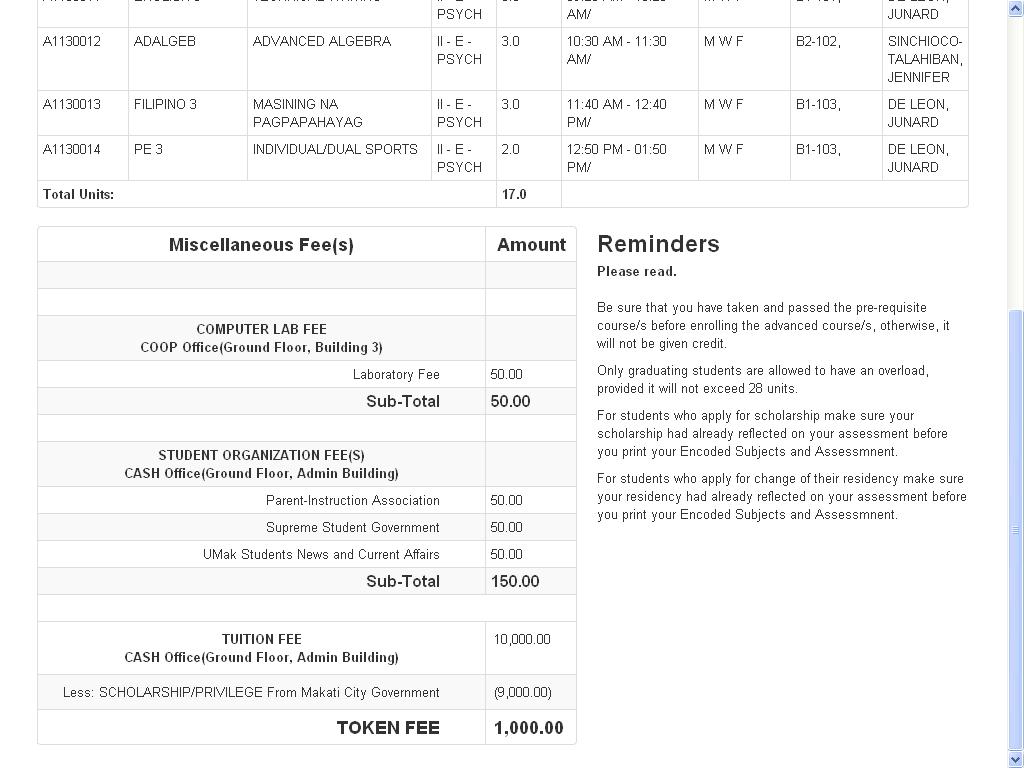 PSYCH AM/ JUNARD
A1130012 ADALGEB ADVANCED ALGEBRA II - E - 3.0 10:30 AM - 11:30 M W F B2-102, SINCHIOCO-
PSYCH AM/ TALAHIBAN,
JENNIFER
A1130013 FILIPINO 3 MASINING NA II - E - 3.0 11:40 AM - 12:40 M W F B1-103, DE LEON,
PAGPAPAHAYAG PSYCH PM/ JUNARD
A1130014 PE 3 INDIVIDUAL/DUAL SPORTS II - E - 2.0 12:50 PM - 01:50 M W F B1-103, DE LEON,
PSYCH PM/ JUNARD
Total Units: 17.0
Miscellaneous Fee(s) Amount
COMPUTER LAB FEE
COOP Office(Ground Floor, Building 3)
Laboratory Fee 50.00
Sub-Total 50.00
STUDENT ORGANIZATION FEE(S)
CASH Office(Ground Floor, Admin Building)
Parent-Instruction Association 50.00
Supreme Student Government 50.00
UMak Students News and Current Affairs 50.00
Sub-Total 150.00
TUITION FEE 10,000.00
CASH Office(Ground Floor, Admin Building)
Less: SCHOLARSHIP/PRIVILEGE From Makati City Government (9,000.00)
TOKEN FEE 1,000.00
Reminders
Please read.
Be sure that you have taken and passed the pre-requisite
course/s before enrolling the advanced course/s, otherwise, it
will not be given credit.
Only graduating students are allowed to have an overload,
provided it will not exceed 28 units.
For students who apply for scholarship make sure your
scholarship had already reflected on your assessment before
you print your Encoded Subjects and Assessmnent.
For students who apply for change of their residency make sure
your residency had already reflected on your assessment before
you print your Encoded Subjects and Assessmnent.